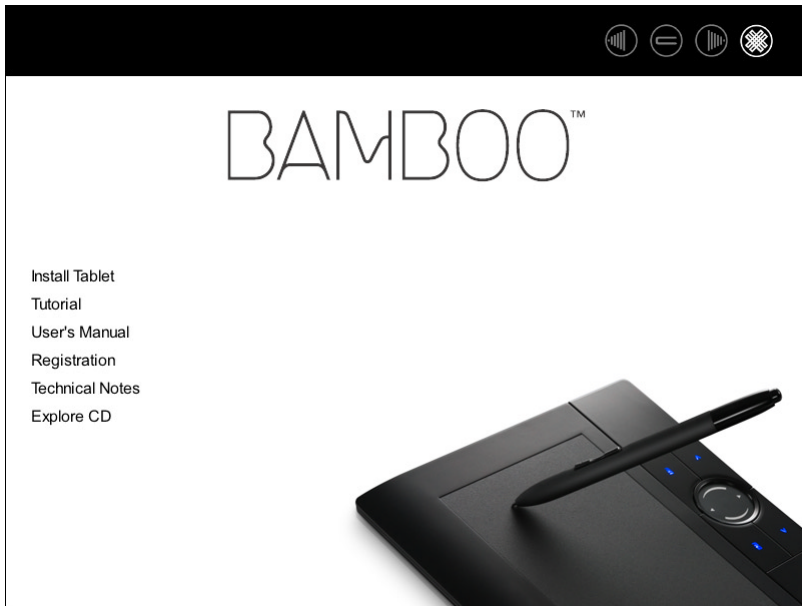 BAMBOO™
Install Tablet
Tutorial
User's Manual
Registration
Technical Notes
Explore CD